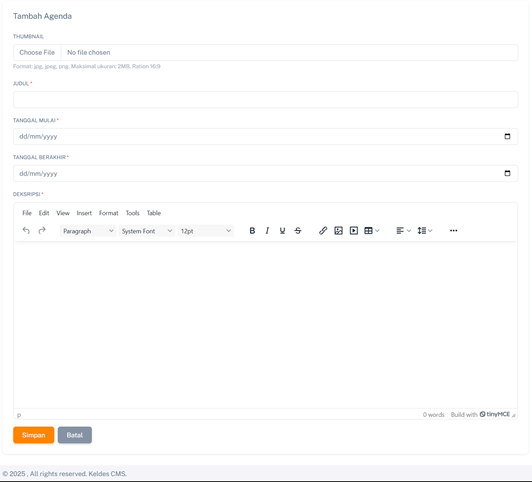 Tambah Agenda
THUMBNAIL
Choose File No file chosen
Format: jpg, jpeg, png. Maksimal ukuran: 2MB. Ration 16:9
JUDUL *
TANGGAL MULAI *
dd/mm/yyyy
TANGGAL BERAKHIR *
dd/mm/yyyy
DEKSRIPSI *
File Edit View Insert Format Tools Table
Paragraph System Font 12pt B I U S
p 0 words Build with tinyMCE
Simpan Batal
© 2025 , All rights reserved. Keldes CMS.